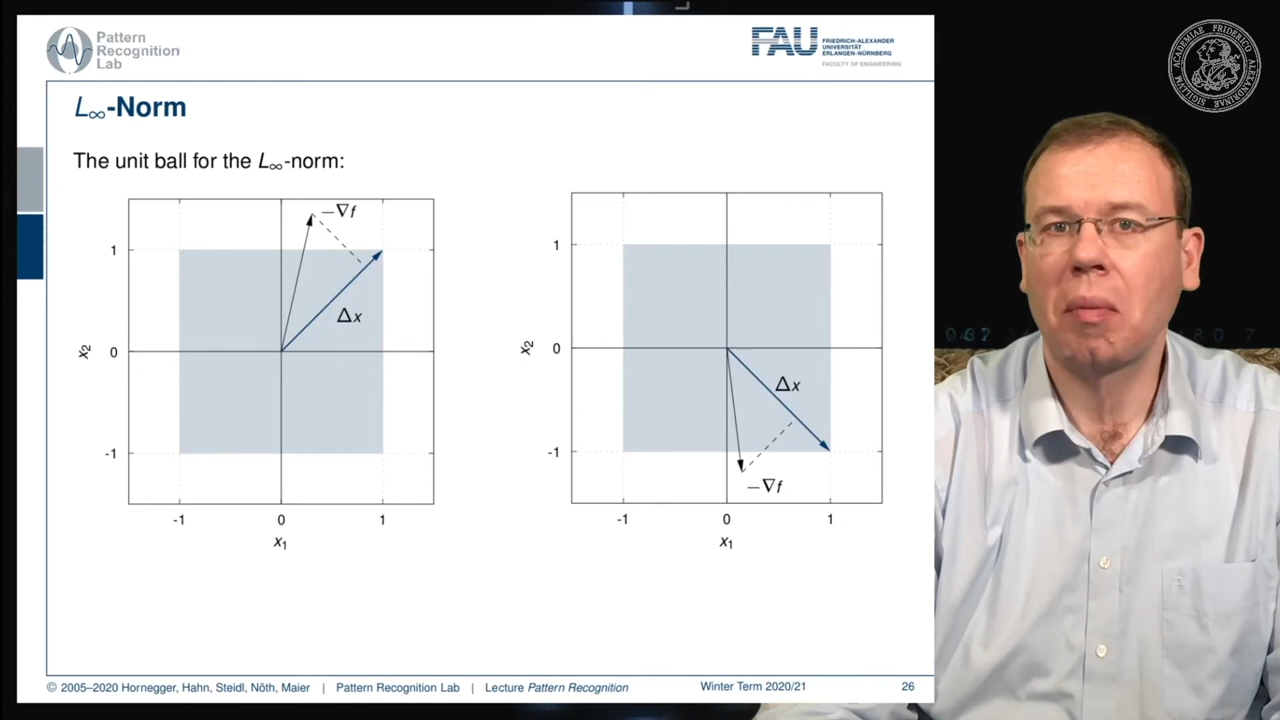 Pattern
Recognition
Lab
FAU
FRIEDRICH-ALEXANDER
UNIVERSITÄT
ERLANGEN-NÜRNBERG
FACULTY OF ENGINEERING
L∞-Norm
The unit ball for the L∞-norm:
−∇f
1
Δx
x₂
0
-1
-1 0 1
x₁
1
x₂
0
Δx
-1
−∇f
-1 0 1
x₁
© 2005–2020 Hornegger, Hahn, Steidl, Nöth, Maier | Pattern Recognition Lab | Lecture Pattern Recognition Winter Term 2020/21 26